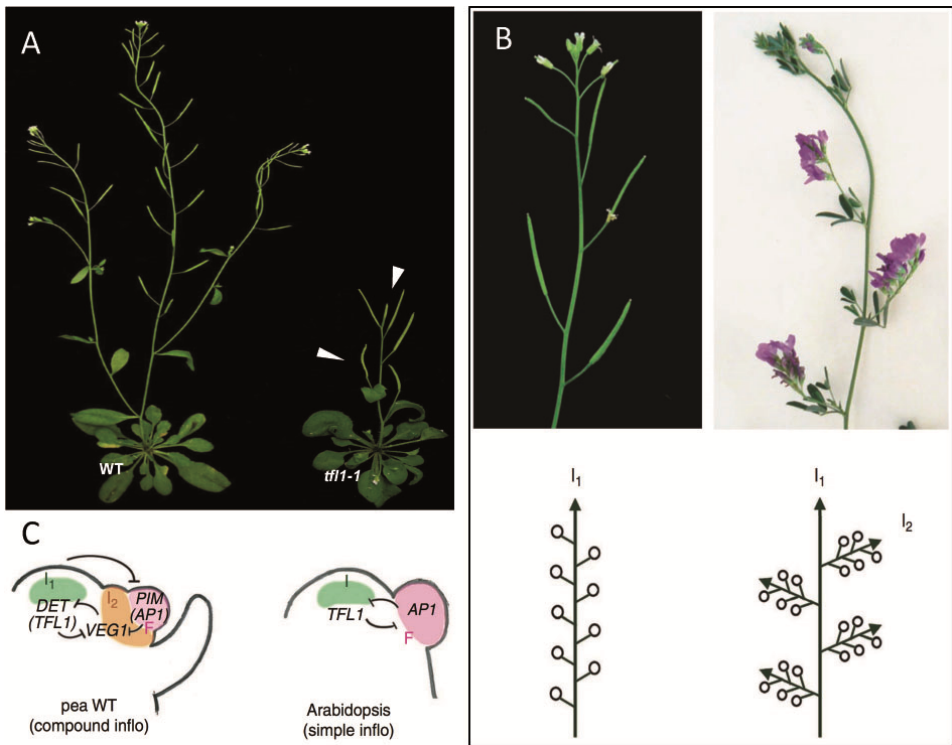 A
WT
tfl1-1
B
I1
I1
I2
C
I1
I2
PIM
(AP1)
DET
(TFL1)
VEG1
F
pea WT
(compound inflo)
I
TFL1
AP1
F
Arabidopsis
(simple inflo)